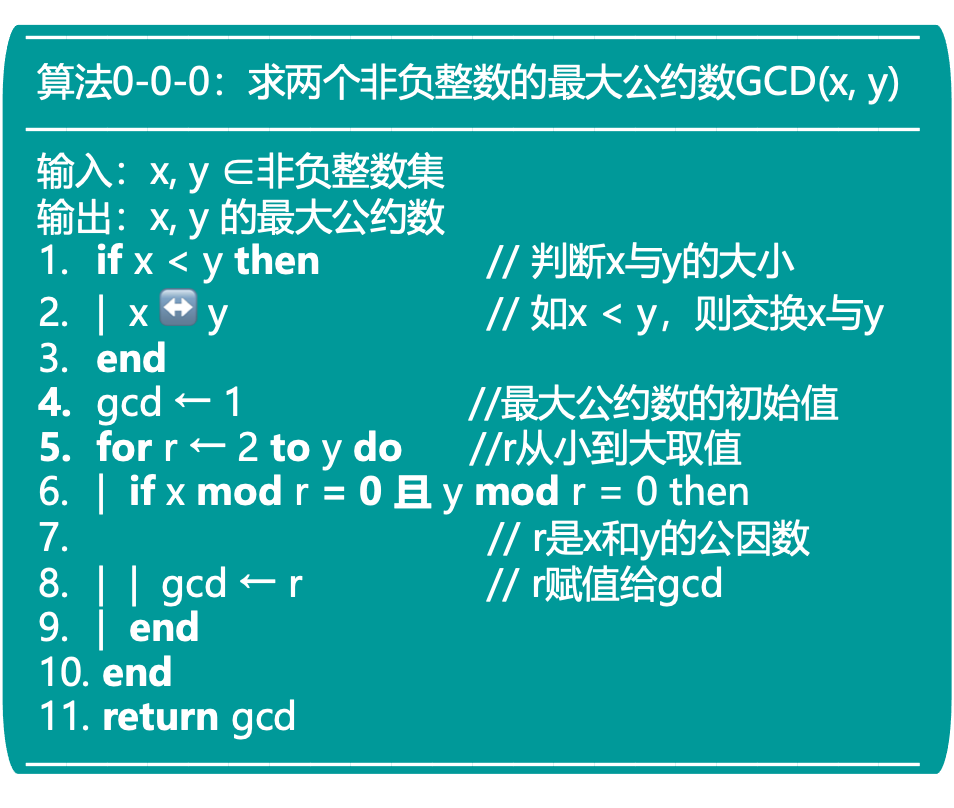 算法0-0-0：求两个非负整数的最大公约数GCD(x, y)
输入：x, y ∈非负整数集
输出：x, y 的最大公约数
1. if x < y then // 判断x与y的大小
2. | x ↔️ y // 如x < y，则交换x与y
3. end
4. gcd ← 1 //最大公约数的初始值
5. for r ← 2 to y do //r从小到大取值
6. | if x mod r = 0 且 y mod r = 0 then
7. // r是x和y的公因数
8. | | gcd ← r // r赋值给gcd
9. | end
10. end
11. return gcd